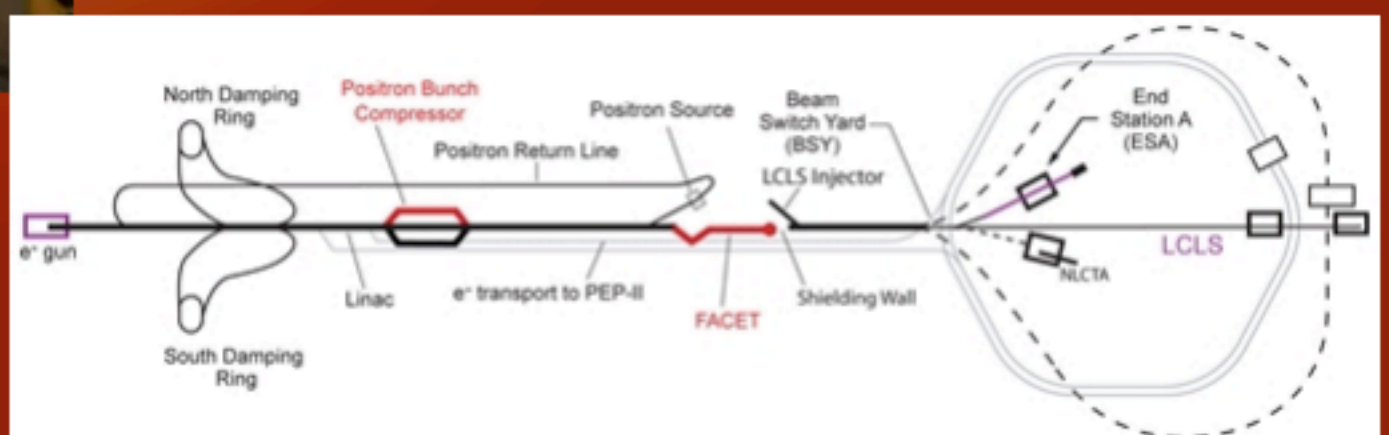 North Damping
Ring
Positron Bunch
Compressor
Positron Return Line
Positron Source
Beam
Switch Yard
(BSY)
LCLS Injector
End
Station A
(ESA)
e⁻ gun
Linac
e⁻ transport to PEP-II
FACET
Shielding Wall
NLCTA
LCLS
South Damping
Ring